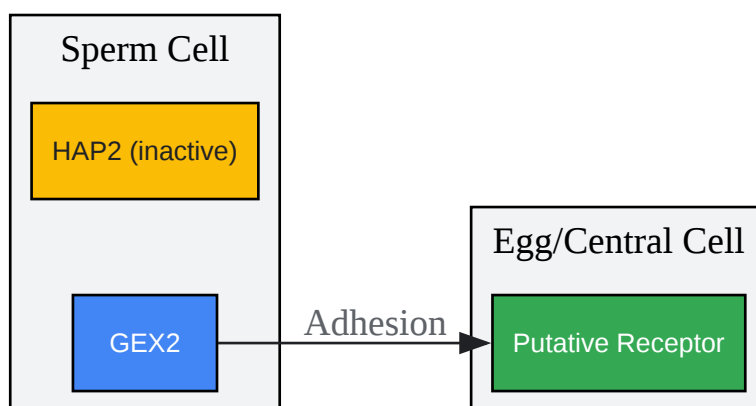 Sperm Cell
HAP2 (inactive)
Egg/Central Cell
GEX2
Adhesion
Putative Receptor